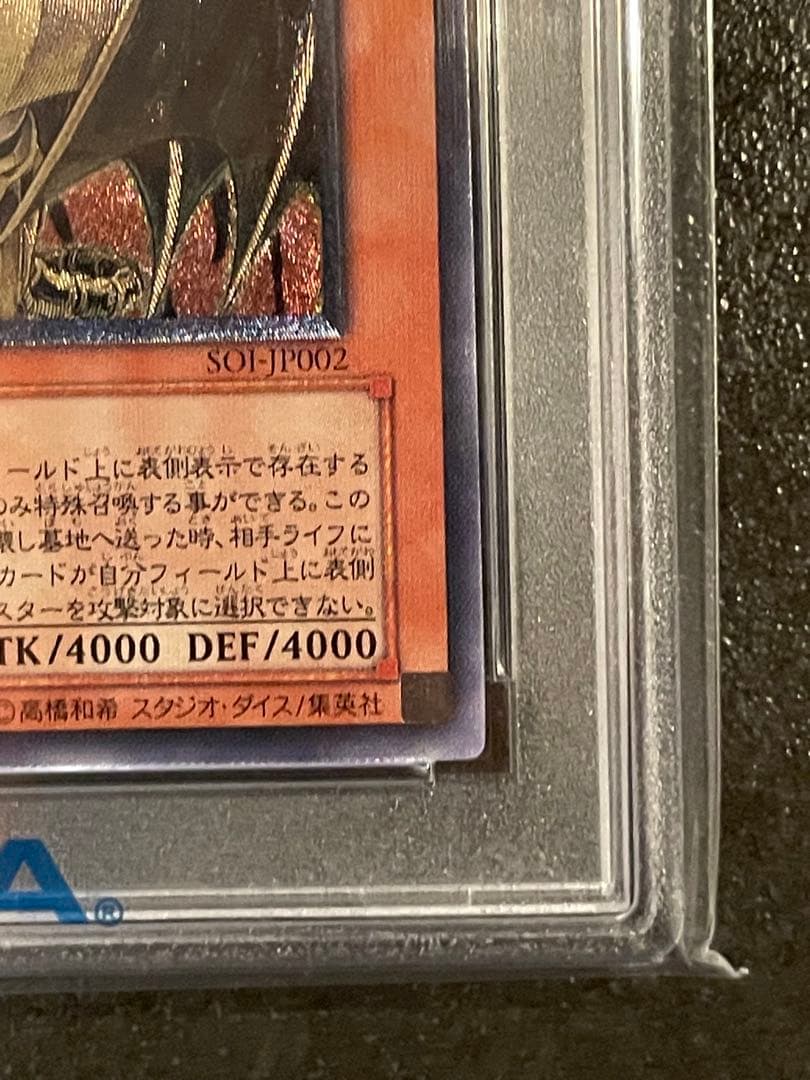 SOI-JP002
ールド上に表側表示で存在する
のみ特殊召喚する事ができる。この
壊し墓地へ送った時、相手ライフに
カードが自分フィールド上に表側
スターを攻撃対象に選択できない。
TK/4000 DEF/4000
©高橋和希 スタジオ・ダイス/集英社
A®